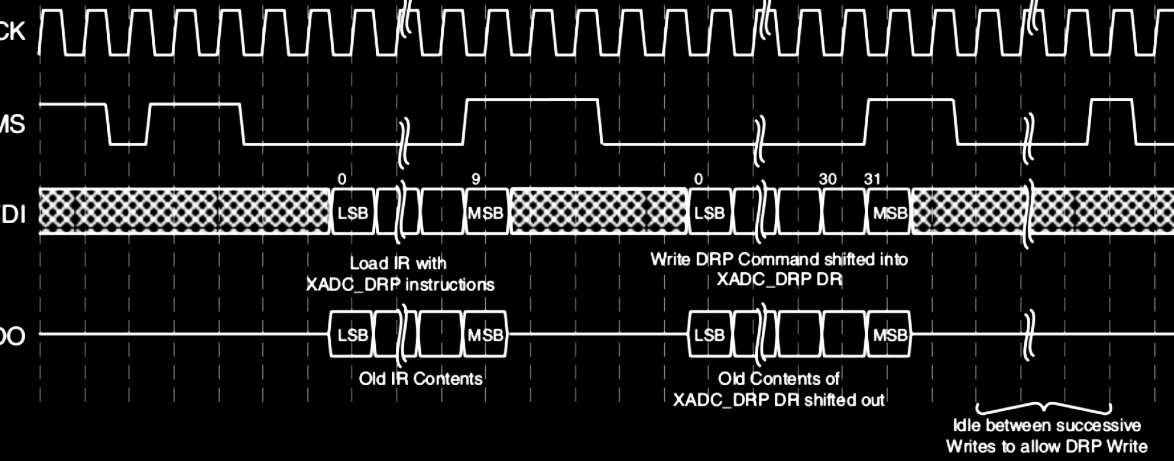 CK
MS
0 9 0 30 31
TDI LSB MSB LSB MSB
Load IR with
XADC_DRP instructions
Write DRP Command shifted into
XADC_DRP DR
DO LSB MSB LSB MSB
Old IR Contents
Old Contents of
XADC_DRP DR shifted out
Idle between successive
Writes to allow DRP Write